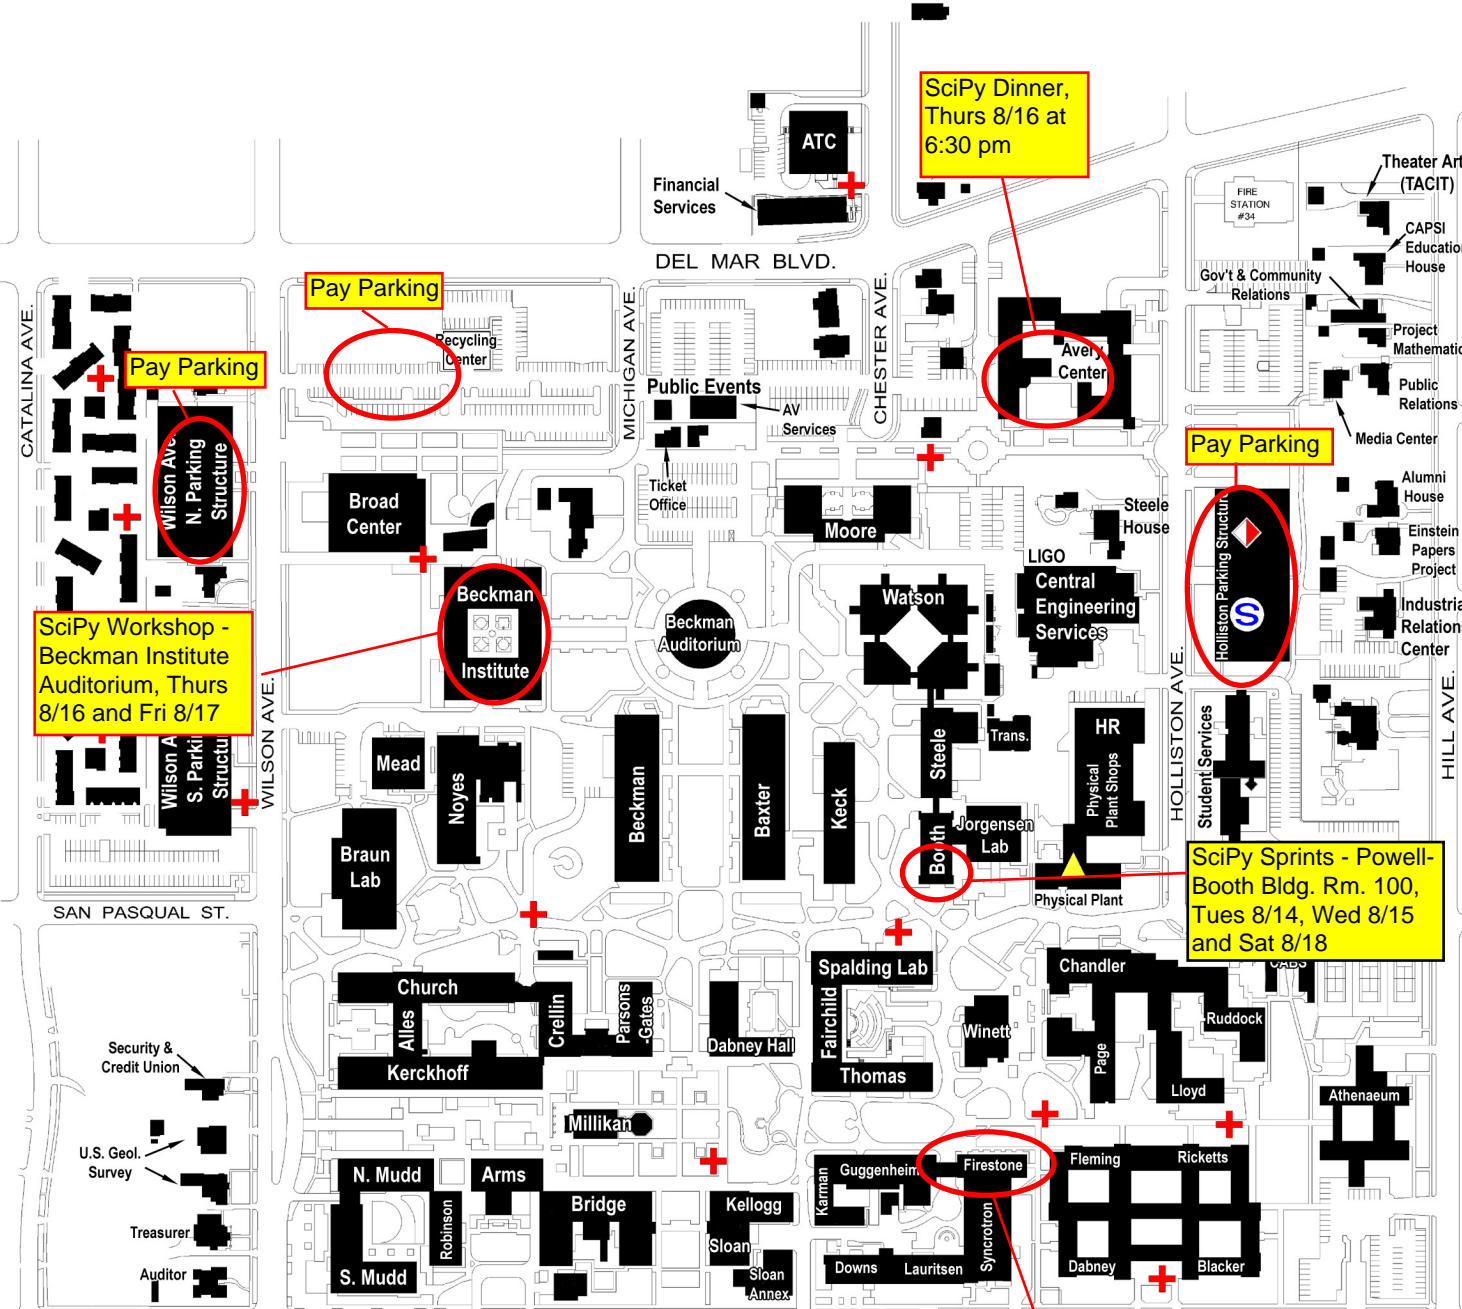 SciPy Dinner,
Thurs 8/16 at
6:30 pm
ATC
Financial
Services
FIRE
STATION
#34
Theater Art
(TACIT)
CAPSI
Education
House
DEL MAR BLVD.
Gov't & Community
Relations
CATALINA AVE.
Pay Parking
MICHIGAN AVE.
CHESTER AVE.
Recycling
Center
Avery
Center
Project
Mathematic
Pay Parking
Public Events
AV
Services
Public
Relations
Media Center
Pay Parking
Wilson Ave.
N. Parking
Structure
Ticket
Office
Broad
Center
Moore
Steele
House
Alumni
House
Holliston Parking Structure
S
Einstein
Papers
Project
LIGO
Central
Engineering
Services
Beckman
Institute
Beckman
Auditorium
Watson
Industria
Relation
Center
SciPy Workshop -
Beckman Institute
Auditorium, Thurs
8/16 and Fri 8/17
WILSON AVE.
HOLLISTON AVE.
HILL AVE.
Wilson A
S. Parki
Structu
Mead
Noyes
Beckman
Baxter
Keck
Steele
Trans.
HR
Physical
Plant Shops
Student Services
Braun
Lab
Booth
Jorgensen
Lab
Physical Plant
SciPy Sprints - Powell-
Booth Bldg. Rm. 100,
Tues 8/14, Wed 8/15
and Sat 8/18
SAN PASQUAL ST.
Church
Alles
Crellin
Parsons
-Gates
Kerckhoff
Dabney Hall
Spalding Lab
Fairchild
Thomas
Winett
Chandler
CABS
Page
Ruddock
Lloyd
Athenaeum
Security &
Credit Union
U.S. Geol.
Survey
Treasurer
Auditor
Millikan
N. Mudd
Arms
Robinson
S. Mudd
Bridge
Kellogg
Sloan
Sloan
Annex
Karman
Guggenheim
Firestone
Downs
Lauritsen
Syncrotron
Fleming
Ricketts
Dabney
Blacker